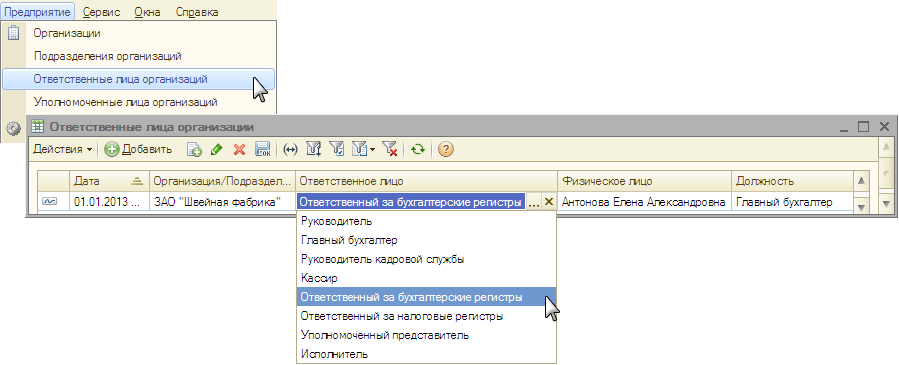 Предприятие Сервис Окна Справка
Организации
Подразделения организаций
Ответственные лица организаций
Уполномоченные лица организаций
Ответственные лица организации
Действия Добавить
Дата Организация/Подраздел... Ответственное лицо Физическое лицо Должность
01.01.2013 ... ЗАО "Швейная фабрика" Ответственный за бухгалтерские регистры ... Антонова Елена Александровна Главный бухгалтер
Руководитель
Главный бухгалтер
Руководитель кадровой службы
Кассир
Ответственный за бухгалтерские регистры
Ответственный за налоговые регистры
Уполномоченный представитель
Исполнитель